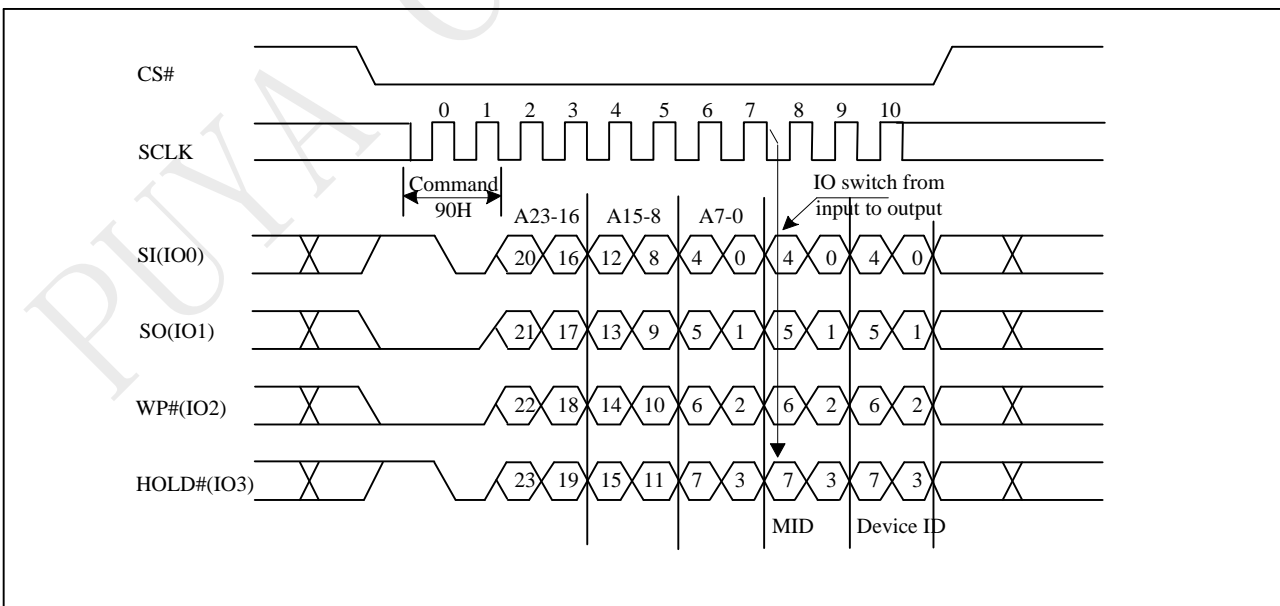 PUYA
CS#
0 1 2 3 4 5 6 7 8 9 10
SCLK
Command
90H
IO switch from
input to output
A23-16 A15-8 A7-0
SI(IO0) 20 16 12 8 4 0 4 0 4 0
SO(IO1) 21 17 13 9 5 1 5 1 5 1
WP#(IO2) 22 18 14 10 6 2 6 2 6 2
HOLD#(IO3) 23 19 15 11 7 3 7 3 7 3
MID Device ID